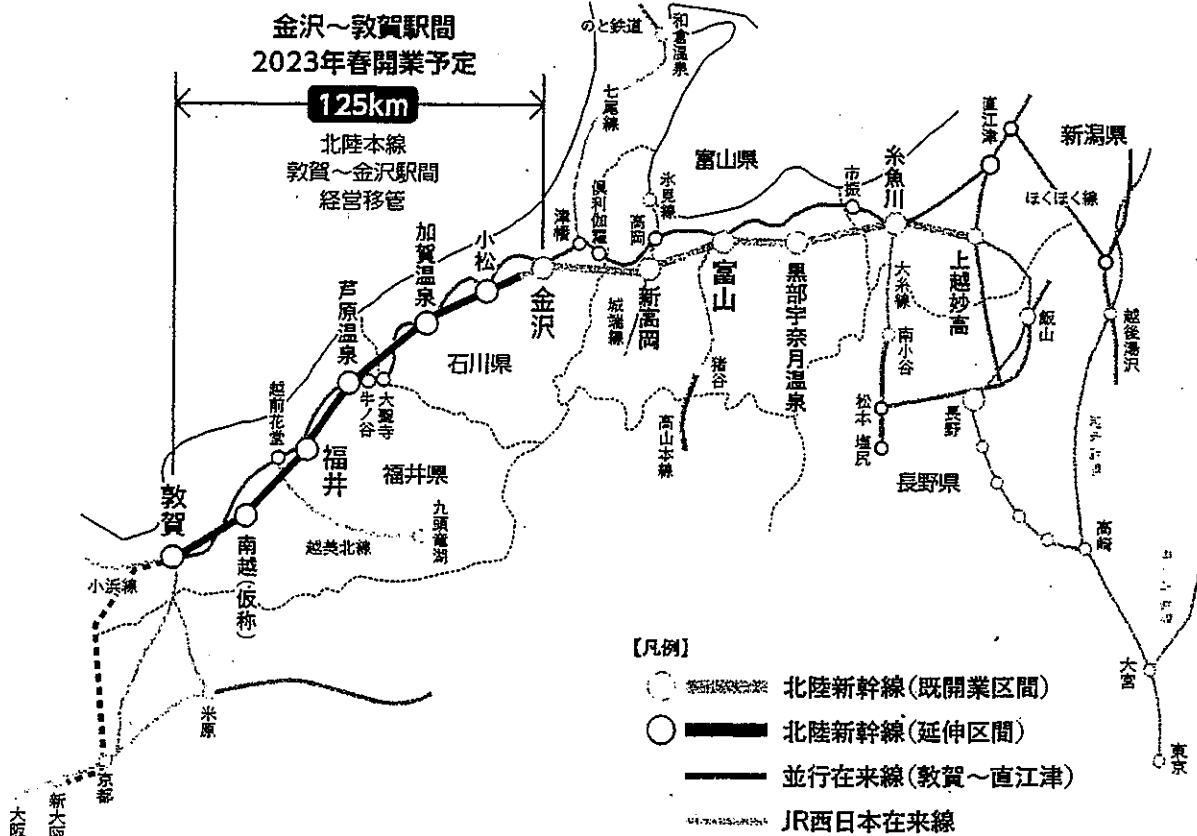 金沢～敦賀駅間
2023年春開業予定
125km
北陸本線
敦賀～金沢駅間
経営移管
のと鉄道
和倉温泉
七尾線
富山県
氷見線
倶利伽羅
津幡
高岡
市振
糸魚川
直江津
新潟県
ほくほく線
小松
加賀温泉
芦原温泉
金沢
城端線
新高岡
富山
黒部宇奈月温泉
大糸線
南小谷
上越妙高
飯山
越後湯沢
石川県
牛ノ谷
大聖寺
越前花堂
福井
福井県
猪谷
高山本線
松本
塩尻
長野
長野県
高崎
敦賀
南越(仮称)
越美北線
九頭竜湖
小浜線
米原
京都
新大阪
大阪
大宮
東京
【凡例】
北陸新幹線(既開業区間)
北陸新幹線(延伸区間)
並行在来線(敦賀～直江津)
JR西日本在来線